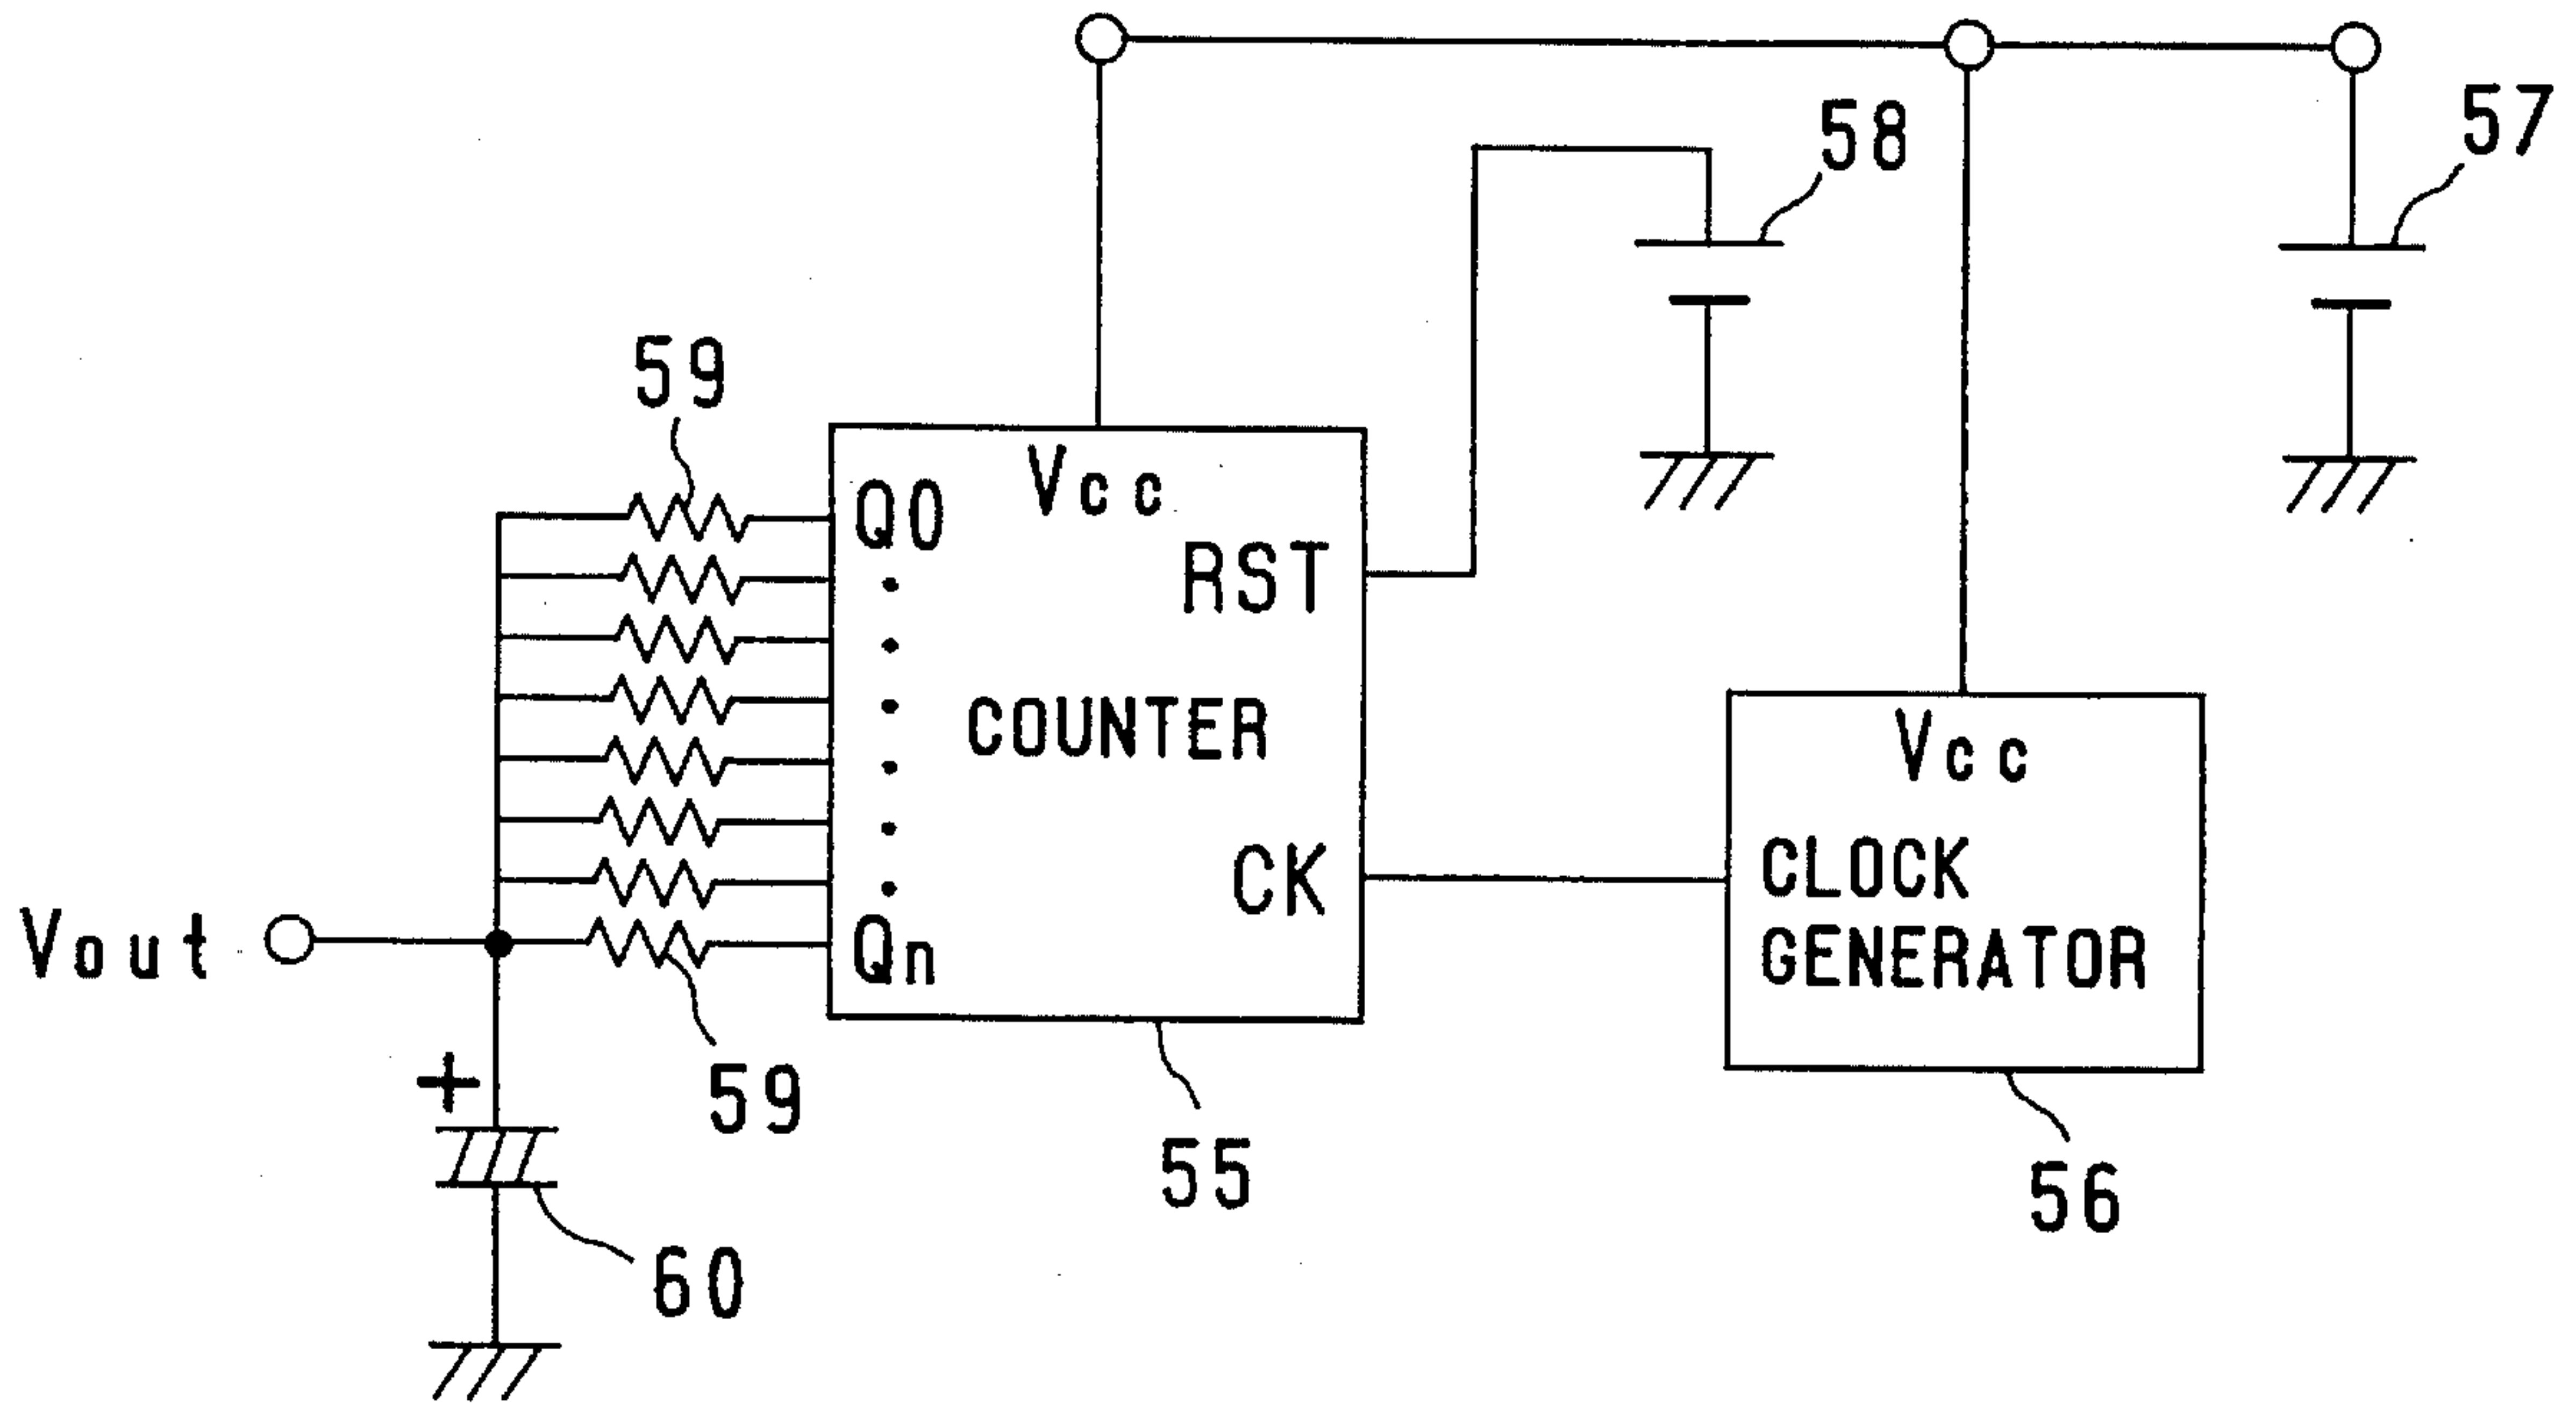 58
57
59
Vcc
Q0
RST
COUNTER
Vcc
CK
CLOCK
GENERATOR
Vout
Qn
+
59
55
56
60